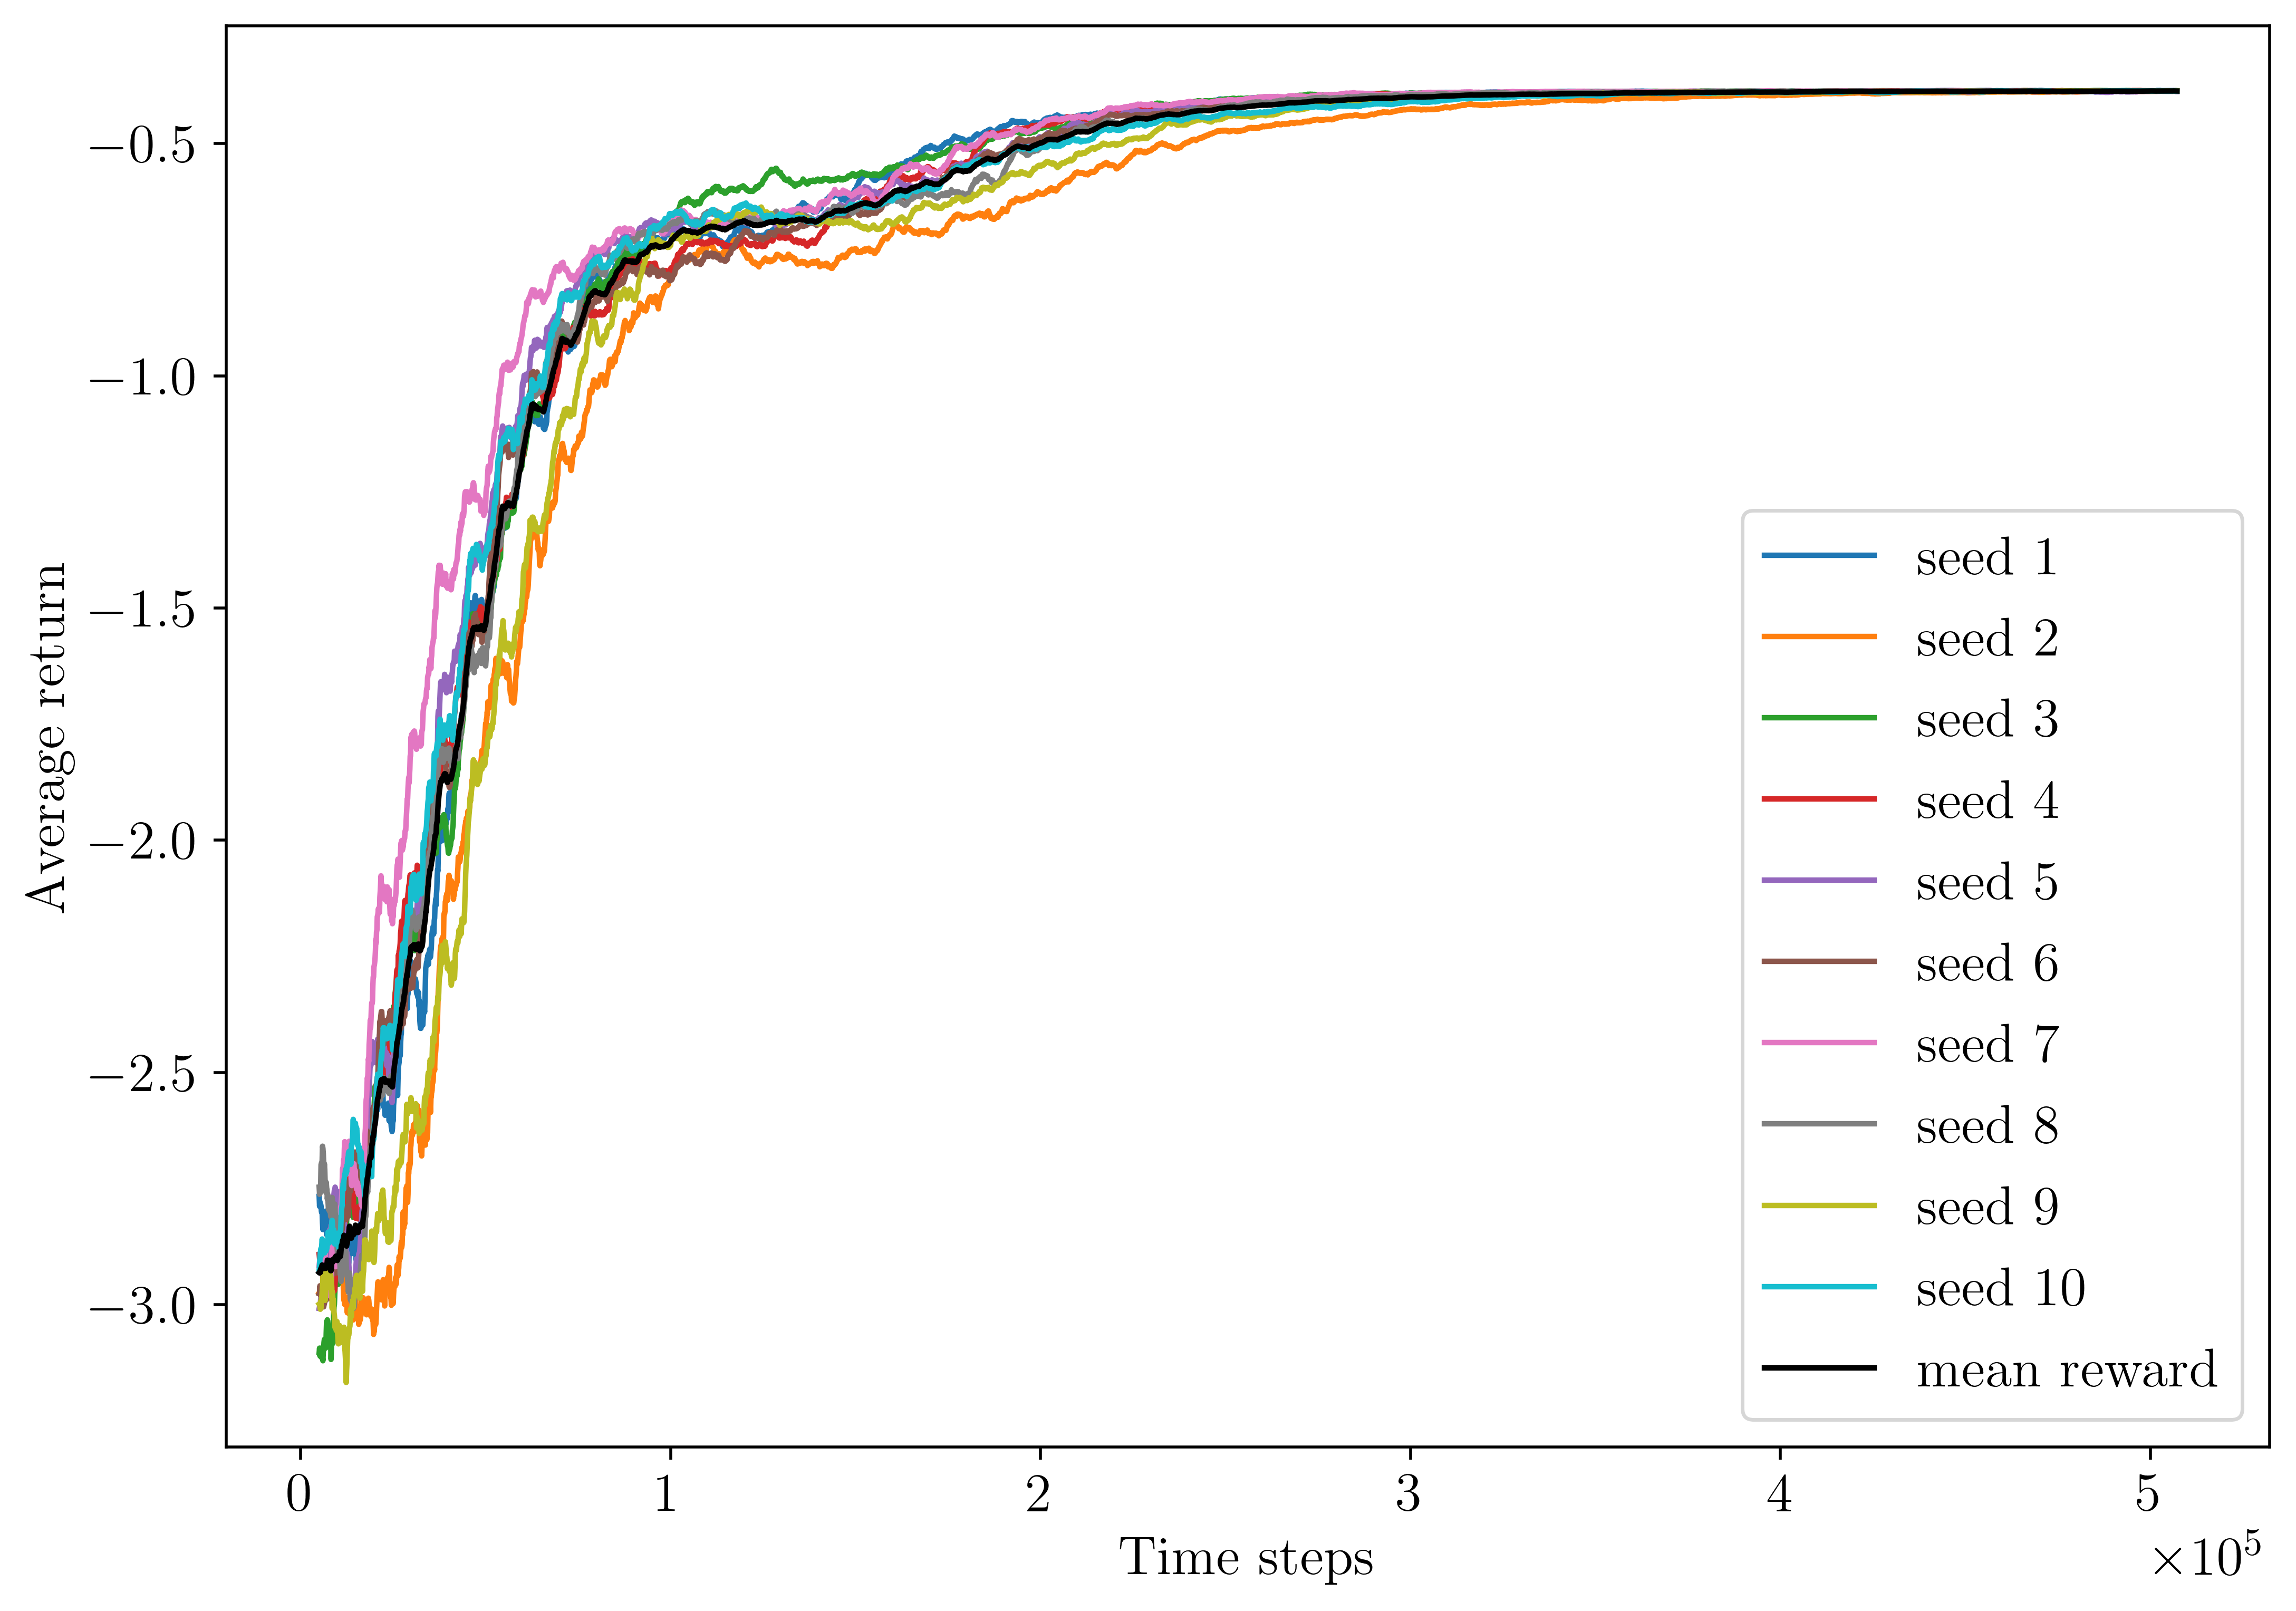 Average return
−0.5
−1.0
−1.5
−2.0
−2.5
−3.0
0 1 2 3 4 5
Time steps
×10⁵
seed 1
seed 2
seed 3
seed 4
seed 5
seed 6
seed 7
seed 8
seed 9
seed 10
mean reward